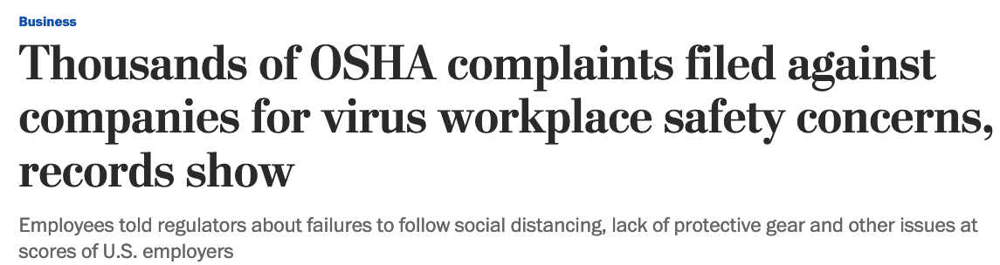 Business
Thousands of OSHA complaints filed against
companies for virus workplace safety concerns,
records show
Employees told regulators about failures to follow social distancing, lack of protective gear and other issues at
scores of U.S. employers